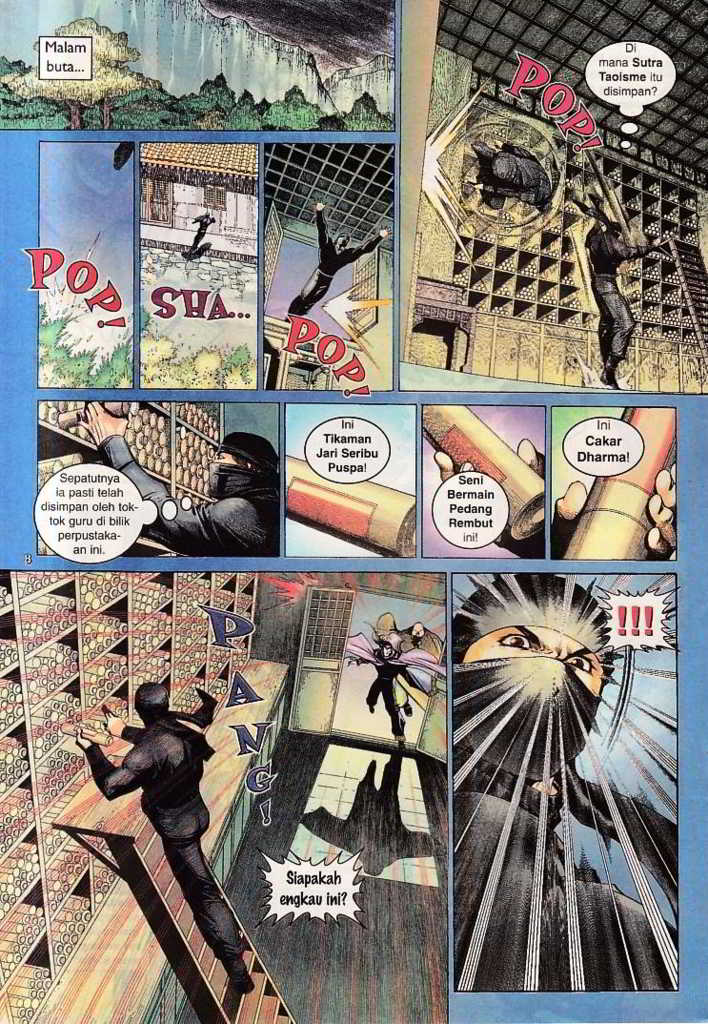 Malam
buta...
POP!
SHA...
POP!
POP!
Di
mana Sutra
Taoisme itu
disimpan?
Sepatutnya
ia pasti telah
disimpan oleh tok-
tok guru di bilik
perpustaka-
an ini.
Ini
Tikaman
Jari Seribu
Puspa!
Seni
Bermain
Pedang
Rembut
ini!
Ini
Cakar
Dharma!
8
PANG!
Siapakah
engkau ini?
!!!